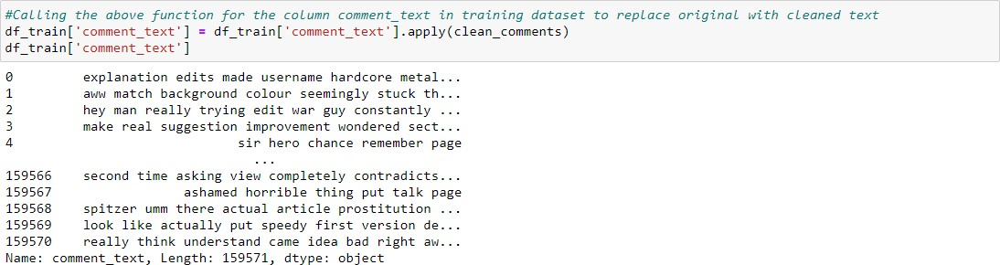 #Calling the above function for the column comment_text in training dataset to replace original with cleaned text
df_train['comment_text'] = df_train['comment_text'].apply(clean_comments)
df_train['comment_text']
0         explanation edits made username hardcore metal...
1         aww match background colour seemingly stuck th...
2         hey man really trying edit war guy constantly ...
3         make real suggestion improvement wondered sect...
4                             sir hero chance remember page
                                ...
159566    second time asking view completely contradicts...
159567                 ashamed horrible thing put talk page
159568    spitzer umm there actual article prostitution ...
159569    look like actually put speedy first version de...
159570    really think understand came idea bad right aw...
Name: comment_text, Length: 159571, dtype: object